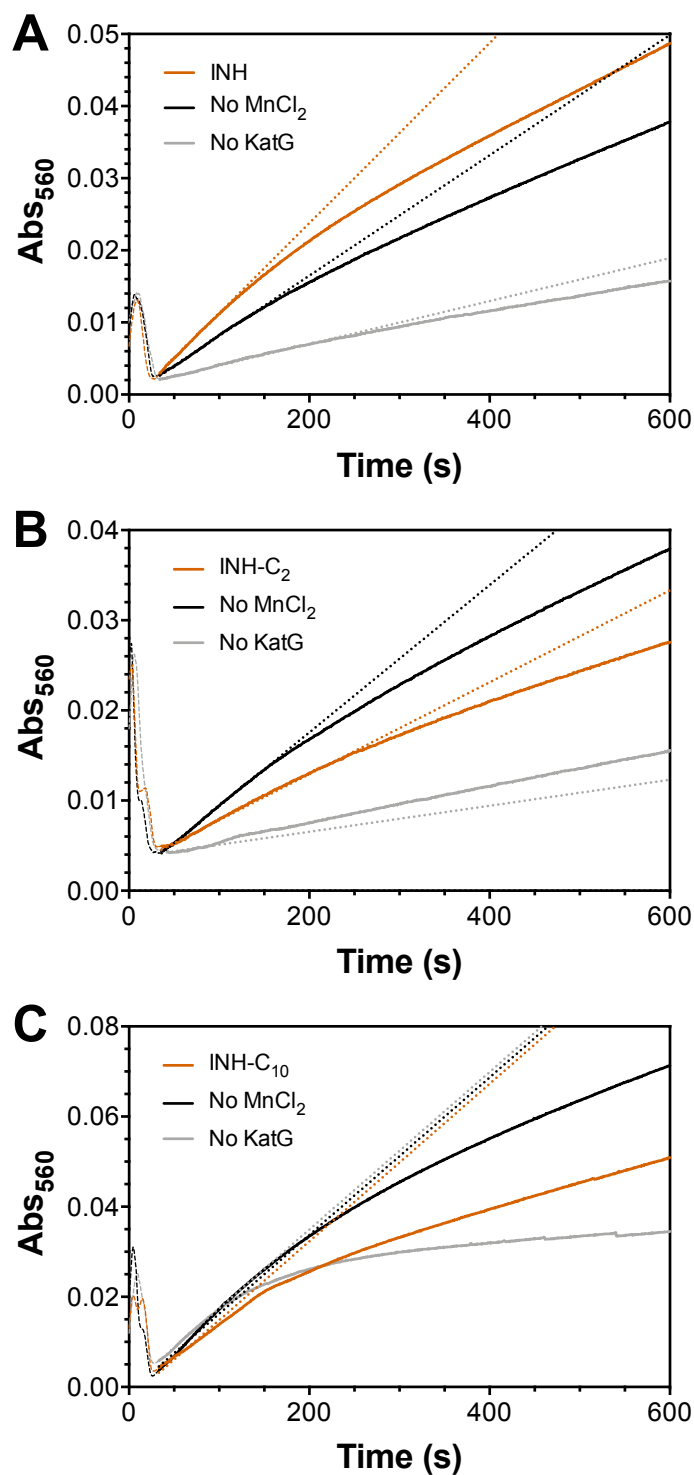 A
0.05
0.04
0.03
0.02
0.01
0.00
Abs₅₆₀
INH
No MnCl₂
No KatG
0 200 400 600
Time (s)
B
0.04
0.03
0.02
0.01
0.00
Abs₅₆₀
INH-C₂
No MnCl₂
No KatG
0 200 400 600
Time (s)
C
0.08
0.06
0.04
0.02
0.00
Abs₅₆₀
INH-C₁₀
No MnCl₂
No KatG
0 200 400 600
Time (s)